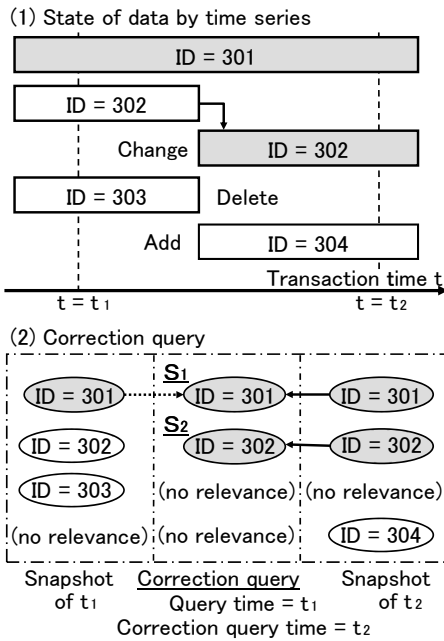 (1) State of data by time series
ID = 301
ID = 302
Change ID = 302
ID = 303 Delete
Add ID = 304
Transaction time t
t = t1 t = t2
(2) Correction query
S1
ID = 301 ID = 301 ID = 301
S2
ID = 302 ID = 302 ID = 302
ID = 303 (no relevance) (no relevance)
(no relevance) (no relevance) ID = 304
Snapshot of t1
Correction query
Query time = t1
Correction query time = t2
Snapshot of t2